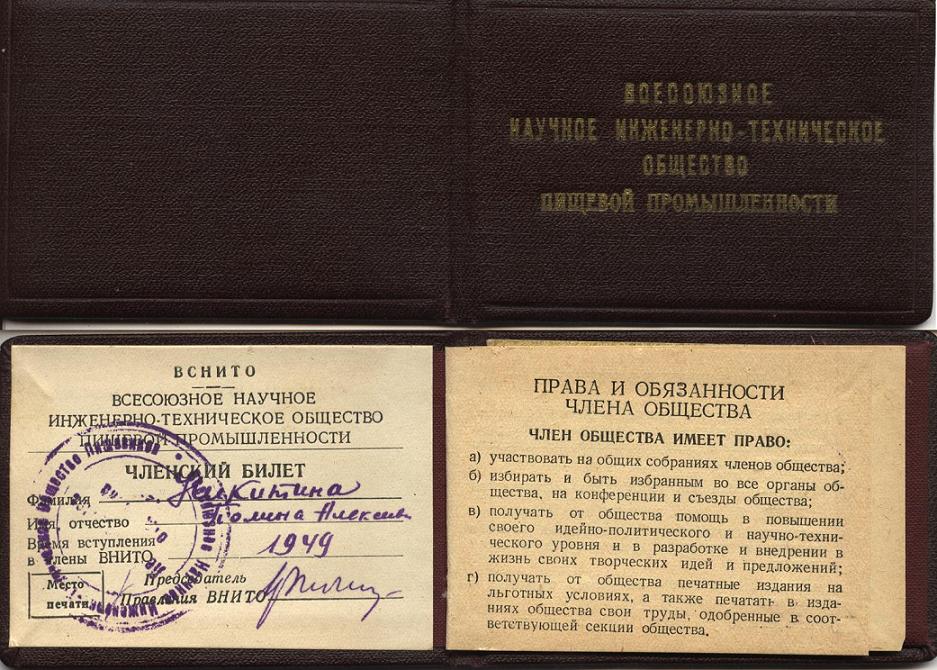 ВСЕСОЮЗНОЕ
НАУЧНОЕ ИНЖЕНЕРНО-ТЕХНИЧЕСКОЕ
ОБЩЕСТВО
ПИЩЕВОЙ ПРОМЫШЛЕННОСТИ
ВСНИТО
ВСЕСОЮЗНОЕ НАУЧНОЕ
ИНЖЕНЕРНО-ТЕХНИЧЕСКОЕ ОБЩЕСТВО
ПИЩЕВОЙ ПРОМЫШЛЕННОСТИ
ЧЛЕНСКИЙ БИЛЕТ
Фамилия Никитина
Имя, отчество Полина Алексеев
Время вступления
в члены ВНИТО 1949
Председатель
Правления ВНИТО
Место
печати
Общество Пищевиков
ПРАВА И ОБЯЗАННОСТИ
ЧЛЕНА ОБЩЕСТВА
ЧЛЕН ОБЩЕСТВА ИМЕЕТ ПРАВО:
а) участвовать на общих собраниях членов общества;
б) избирать и быть избранным во все органы об-
щества, на конференции и съезды общества;
в) получать от общества помощь в повышении
своего идейно-политического и научно-техни-
ческого уровня и в разработке и внедрении в
жизнь своих творческих идей и предложений;
г) получать от общества печатные издания на
льготных условиях, а также печатать в изда-
ниях общества свои труды, одобренные в соот-
ветствующей секции общества.